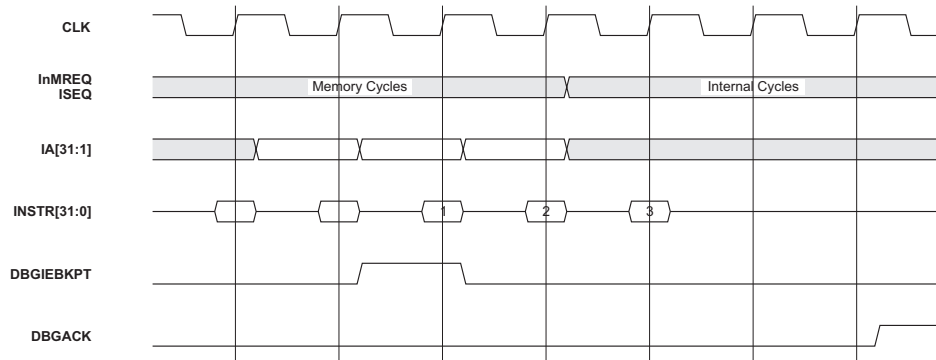 CLK
InMREQ
ISEQ
Memory Cycles
Internal Cycles
IA[31:1]
INSTR[31:0]
1
2
3
DBGIEBKPT
DBGACK